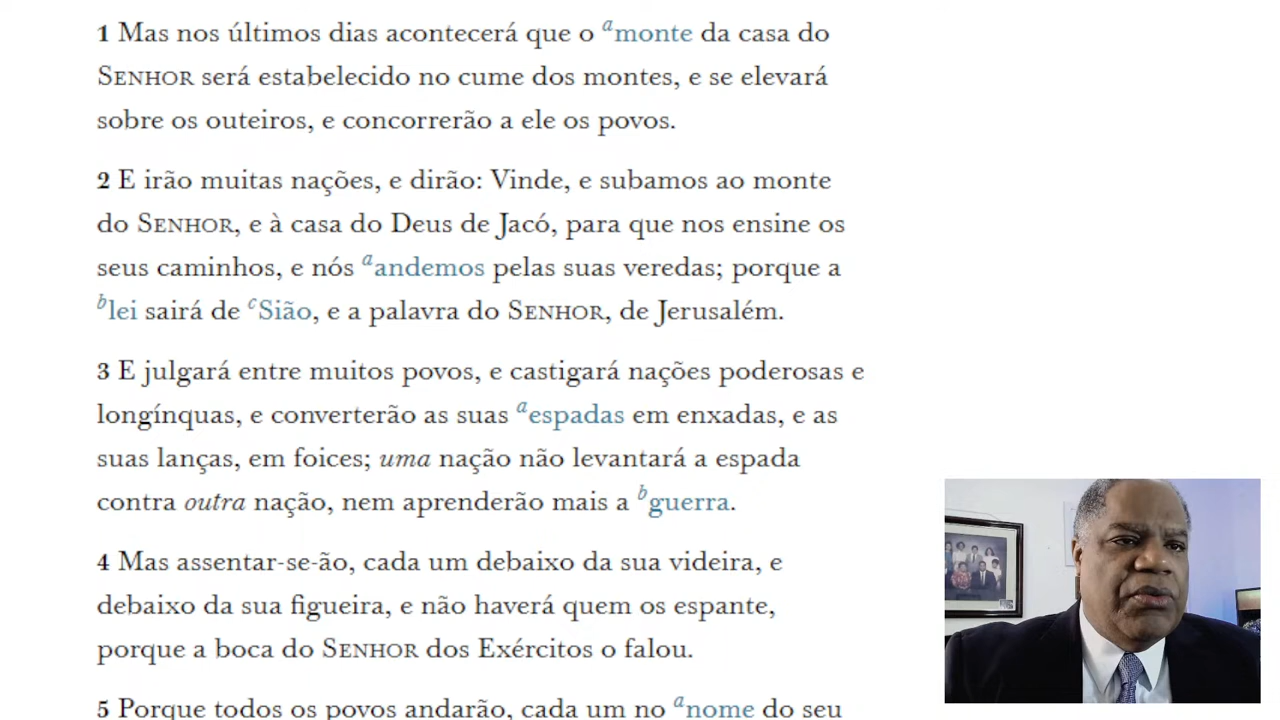 1 Mas nos últimos dias acontecerá que o ᵃmonte da casa do
SENHOR será estabelecido no cume dos montes, e se elevará
sobre os outeiros, e concorrerão a ele os povos.
2 E irão muitas nações, e dirão: Vinde, e subamos ao monte
do SENHOR, e à casa do Deus de Jacó, para que nos ensine os
seus caminhos, e nós ᵃandemos pelas suas veredas; porque a
ᵇlei sairá de ᶜSião, e a palavra do SENHOR, de Jerusalém.
3 E julgará entre muitos povos, e castigará nações poderosas e
longínquas, e converterão as suas ᵃespadas em enxadas, e as
suas lanças, em foices; uma nação não levantará a espada
contra outra nação, nem aprenderão mais a ᵇguerra.
4 Mas assentar-se-ão, cada um debaixo da sua videira, e
debaixo da sua figueira, e não haverá quem os espante,
porque a boca do SENHOR dos Exércitos o falou.
5 Porque todos os povos andarão, cada um no ᵃnome do seu